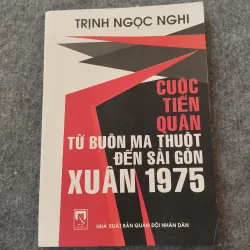 TRỊNH NGỌC NGHI
CUỘC
TIẾN
QUÂN
TỪ BUÔN MA THUỘT
ĐẾN SÀI GÒN
XUÂN 1975
NHÀ XUẤT BẢN QUÂN ĐỘI NHÂN DÂN